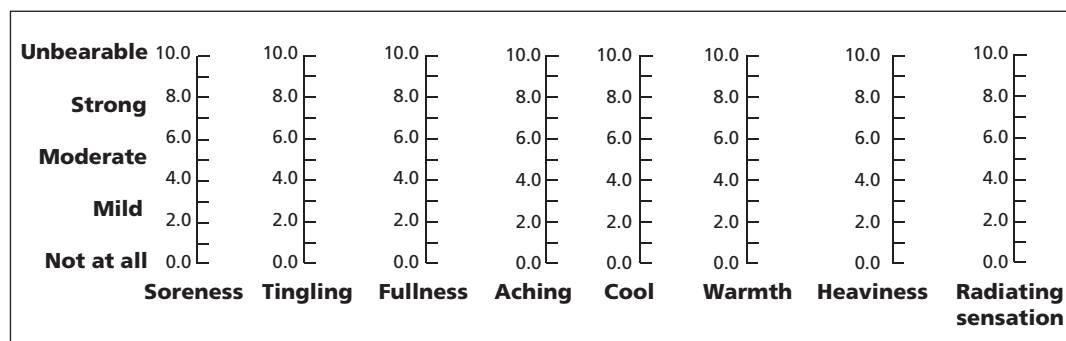 Unbearable 10.0 10.0 10.0 10.0 10.0 10.0 10.0 10.0
Strong 8.0 8.0 8.0 8.0 8.0 8.0 8.0 8.0
6.0 6.0 6.0 6.0 6.0 6.0 6.0 6.0
Moderate
4.0 4.0 4.0 4.0 4.0 4.0 4.0 4.0
Mild
2.0 2.0 2.0 2.0 2.0 2.0 2.0 2.0
Not at all 0.0 0.0 0.0 0.0 0.0 0.0 0.0 0.0
Soreness Tingling Fullness Aching Cool Warmth Heaviness Radiating
sensation